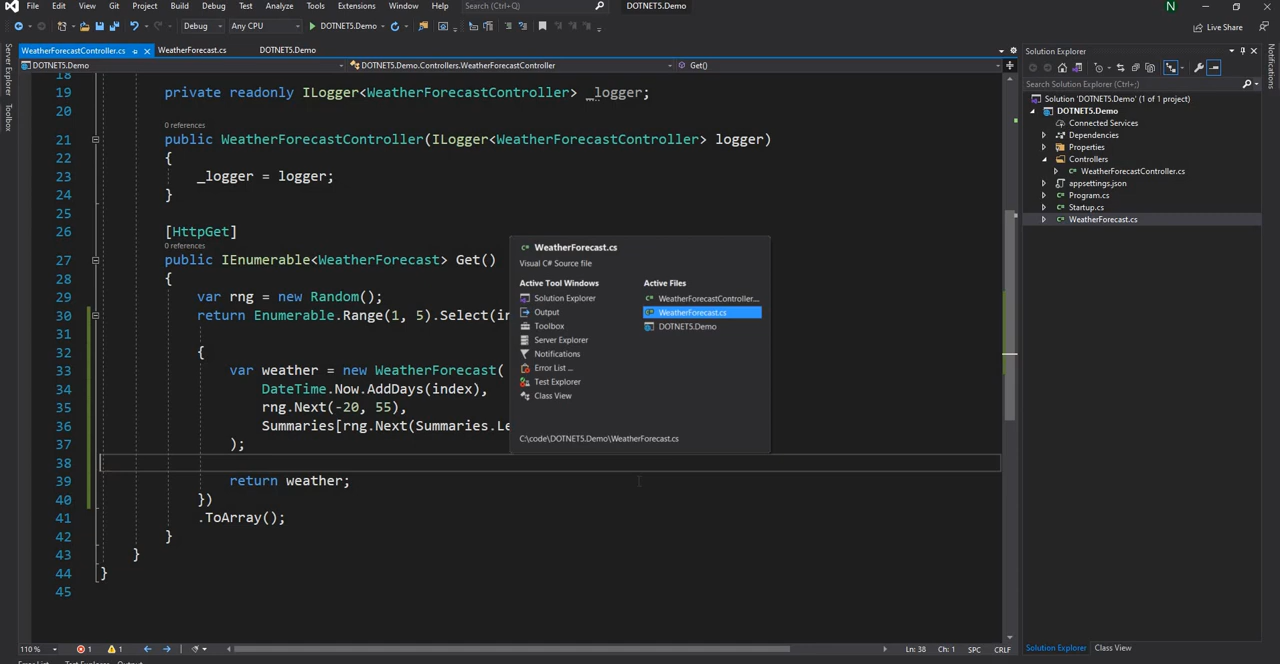 File Edit View Git Project Build Debug Test Analyze Tools Extensions Window Help Search (Ctrl+Q) DOTNET5.Demo N
Debug Any CPU DOTNET5.Demo Live Share
WeatherForecastController.cs WeatherForecast.cs DOTNET5.Demo
DOTNET5.Demo DOTNET5.Demo.Controllers.WeatherForecastController Get()
Server Explorer
Toolbox
18
19 private readonly ILogger<WeatherForecastController> _logger;
20
0 references
21 public WeatherForecastController(ILogger<WeatherForecastController> logger)
22 {
23 _logger = logger;
24 }
25
26 [HttpGet]
0 references
27 public IEnumerable<WeatherForecast> Get()
28 {
29 var rng = new Random();
30 return Enumerable.Range(1, 5).Select(in
31
32 {
33 var weather = new WeatherForecast(
34 DateTime.Now.AddDays(index),
35 rng.Next(-20, 55),
36 Summaries[rng.Next(Summaries.Le
37 );
38
39 return weather;
40 })
41 .ToArray();
42 }
43 }
44 }
45
WeatherForecast.cs
Visual C# Source file
Active Tool Windows
Solution Explorer
Output
Toolbox
Server Explorer
Notifications
Error List ...
Test Explorer
Class View
Active Files
WeatherForecastController...
WeatherForecast.cs
DOTNET5.Demo
C:\code\DOTNET5.Demo\WeatherForecast.cs
Solution Explorer
Search Solution Explorer (Ctrl+;)
Solution 'DOTNET5.Demo' (1 of 1 project)
DOTNET5.Demo
Connected Services
Dependencies
Properties
Controllers
WeatherForecastController.cs
appsettings.json
Program.cs
Startup.cs
WeatherForecast.cs
Notifications
110 % 1 1 Ln: 38 Ch: 1 SPC CRLF
Solution Explorer Class View
Error List Test Explorer Output